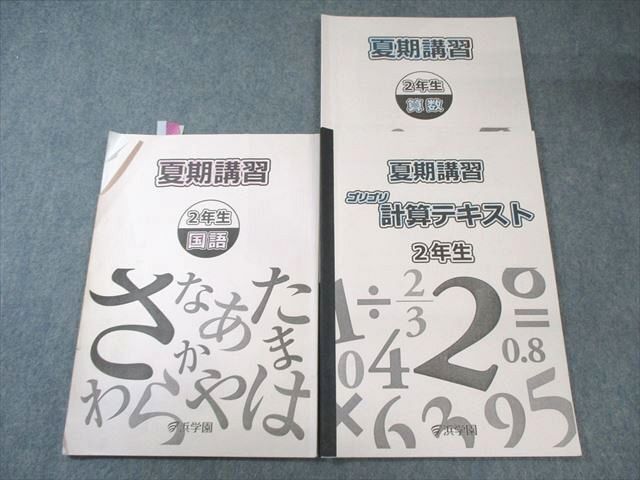 夏期講習
2年生
算数
夏期講習
2年生
国語
さなあたかまわらやは
浜学園
夏期講習
ゴリゴリ
計算テキスト
2年生
1÷2/3 2 0=
04 0.8
×6395
浜学園